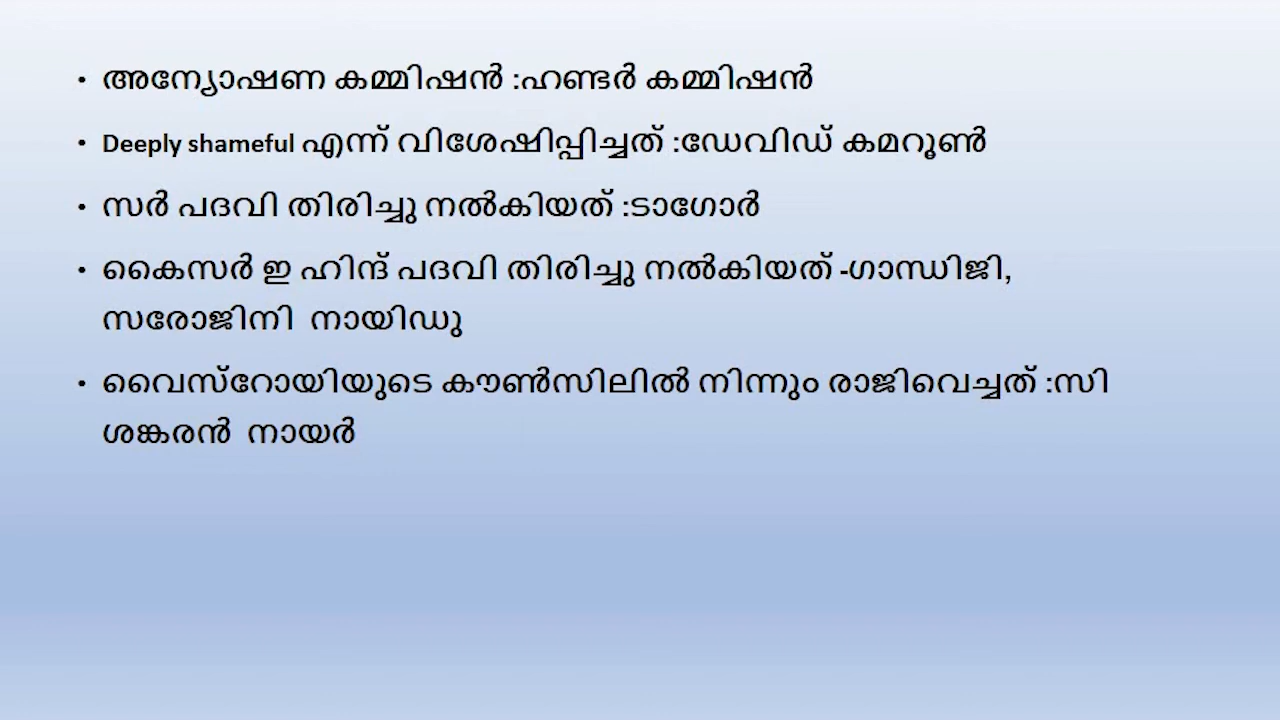 • അന്യോഷണ കമ്മിഷൻ :ഹണ്ടർ കമ്മിഷൻ
• Deeply shameful എന്ന് വിശേഷിപ്പിച്ചത് :ഡേവിഡ് കമറൂൺ
• സർ പദവി തിരിച്ചു നൽകിയത് :ടാഗോർ
• കൈസർ ഇ ഹിന്ദ് പദവി തിരിച്ചു നൽകിയത് -ഗാന്ധിജി,
സരോജിനി നായിഡു
• വൈസ്റോയിയുടെ കൗൺസിലിൽ നിന്നും രാജിവെച്ചത് :സി
ശങ്കരൻ നായർ